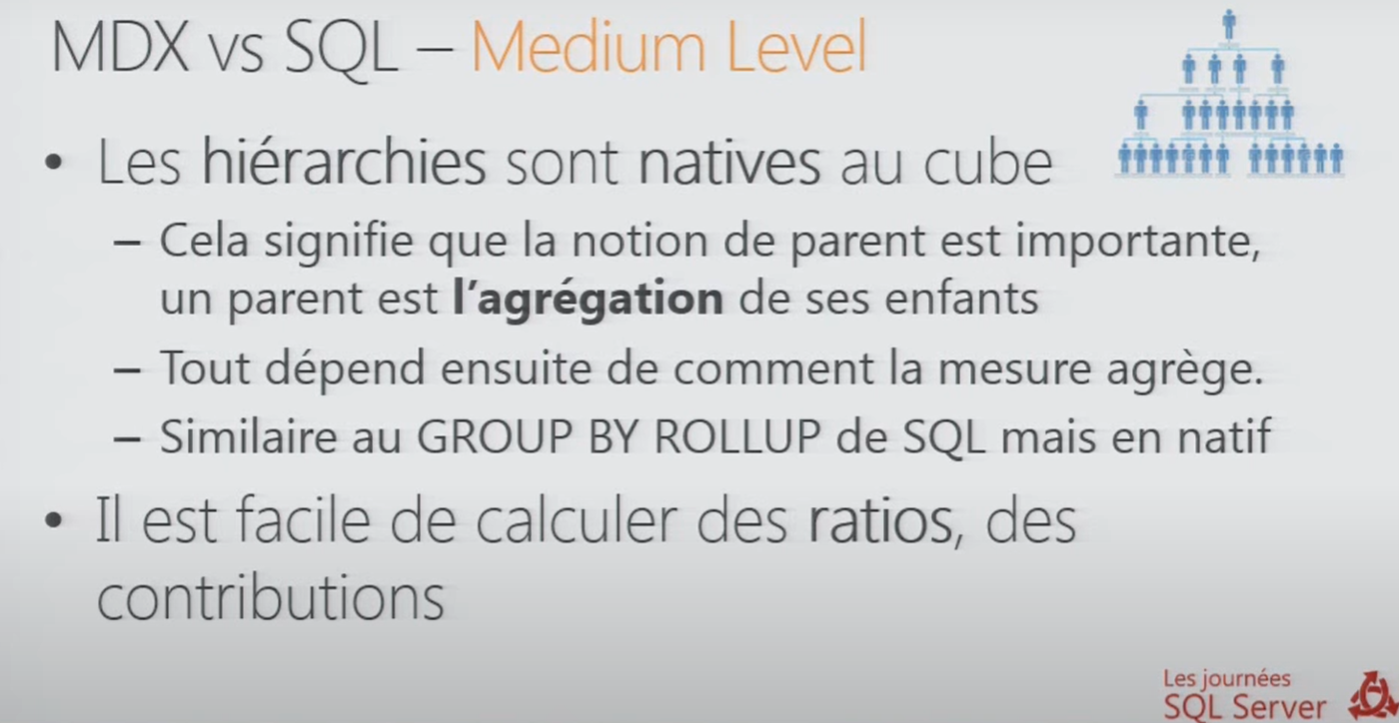 MDX vs SQL – Medium Level
• Les hiérarchies sont natives au cube
– Cela signifie que la notion de parent est importante,
un parent est l'agrégation de ses enfants
– Tout dépend ensuite de comment la mesure agrège.
– Similaire au GROUP BY ROLLUP de SQL mais en natif
• Il est facile de calculer des ratios, des
contributions
Les journées
SQL Server